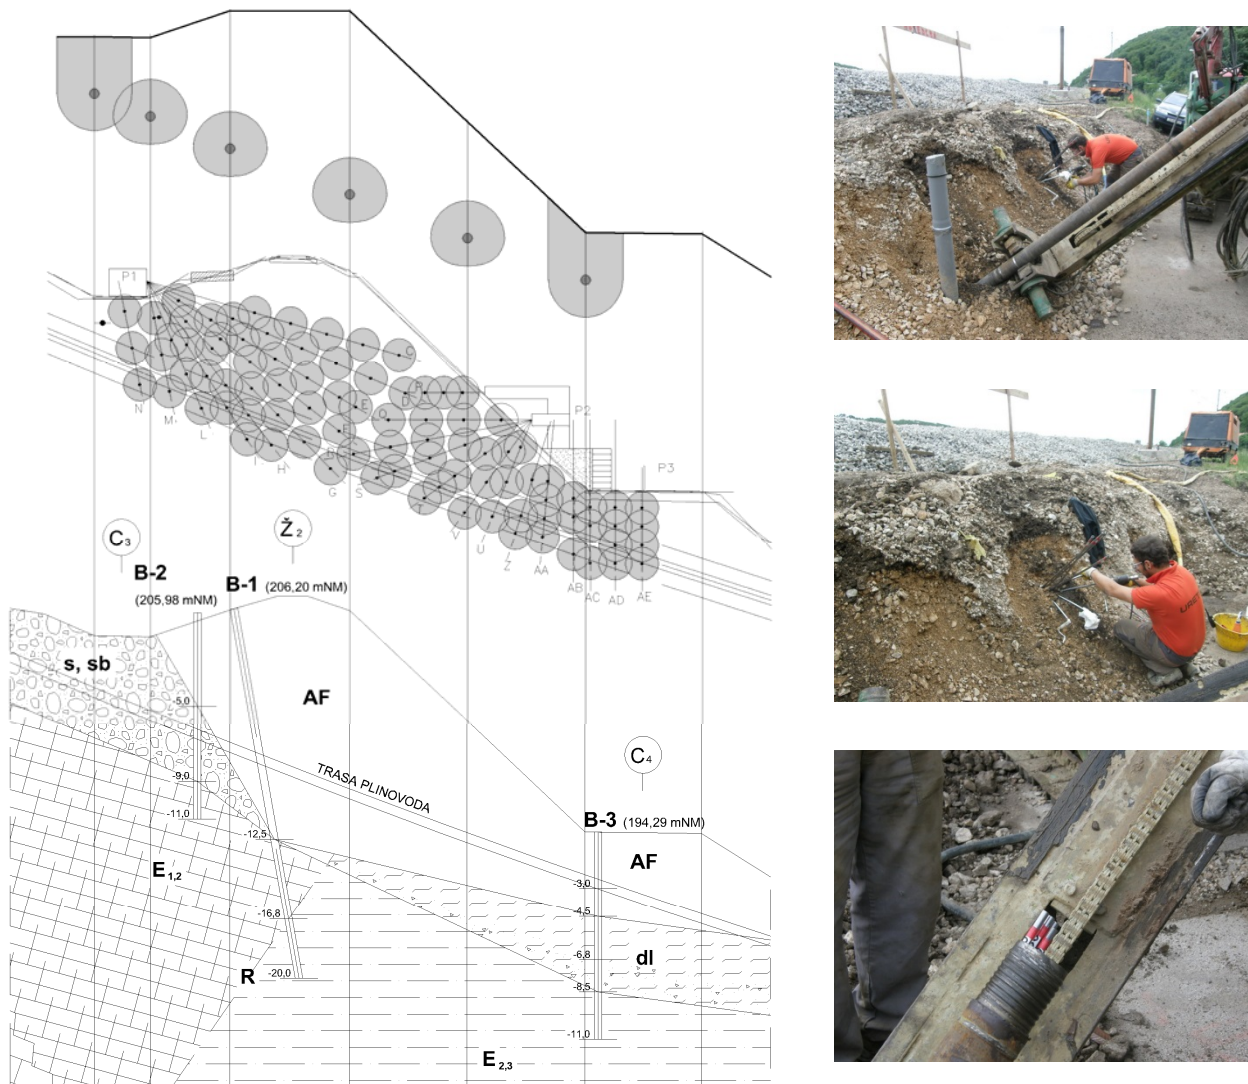 P1
P2
P3
N
M
L
I
H
G
S
F
E
C
R
D
O
V
U
Z
AA
AB
AC
AD
AE
C3
Ž2
B-2
(205,98 mNM)
B-1 (206,20 mNM)
s, sb
AF
-5,0
-9,0
-11,0
-12,5
TRASA PLINOVODA
C4
B-3 (194,29 mNM)
AF
-3,0
-4,5
E1,2
-16,8
-6,8
dl
R
-20,0
-8,5
-11,0
E2,3